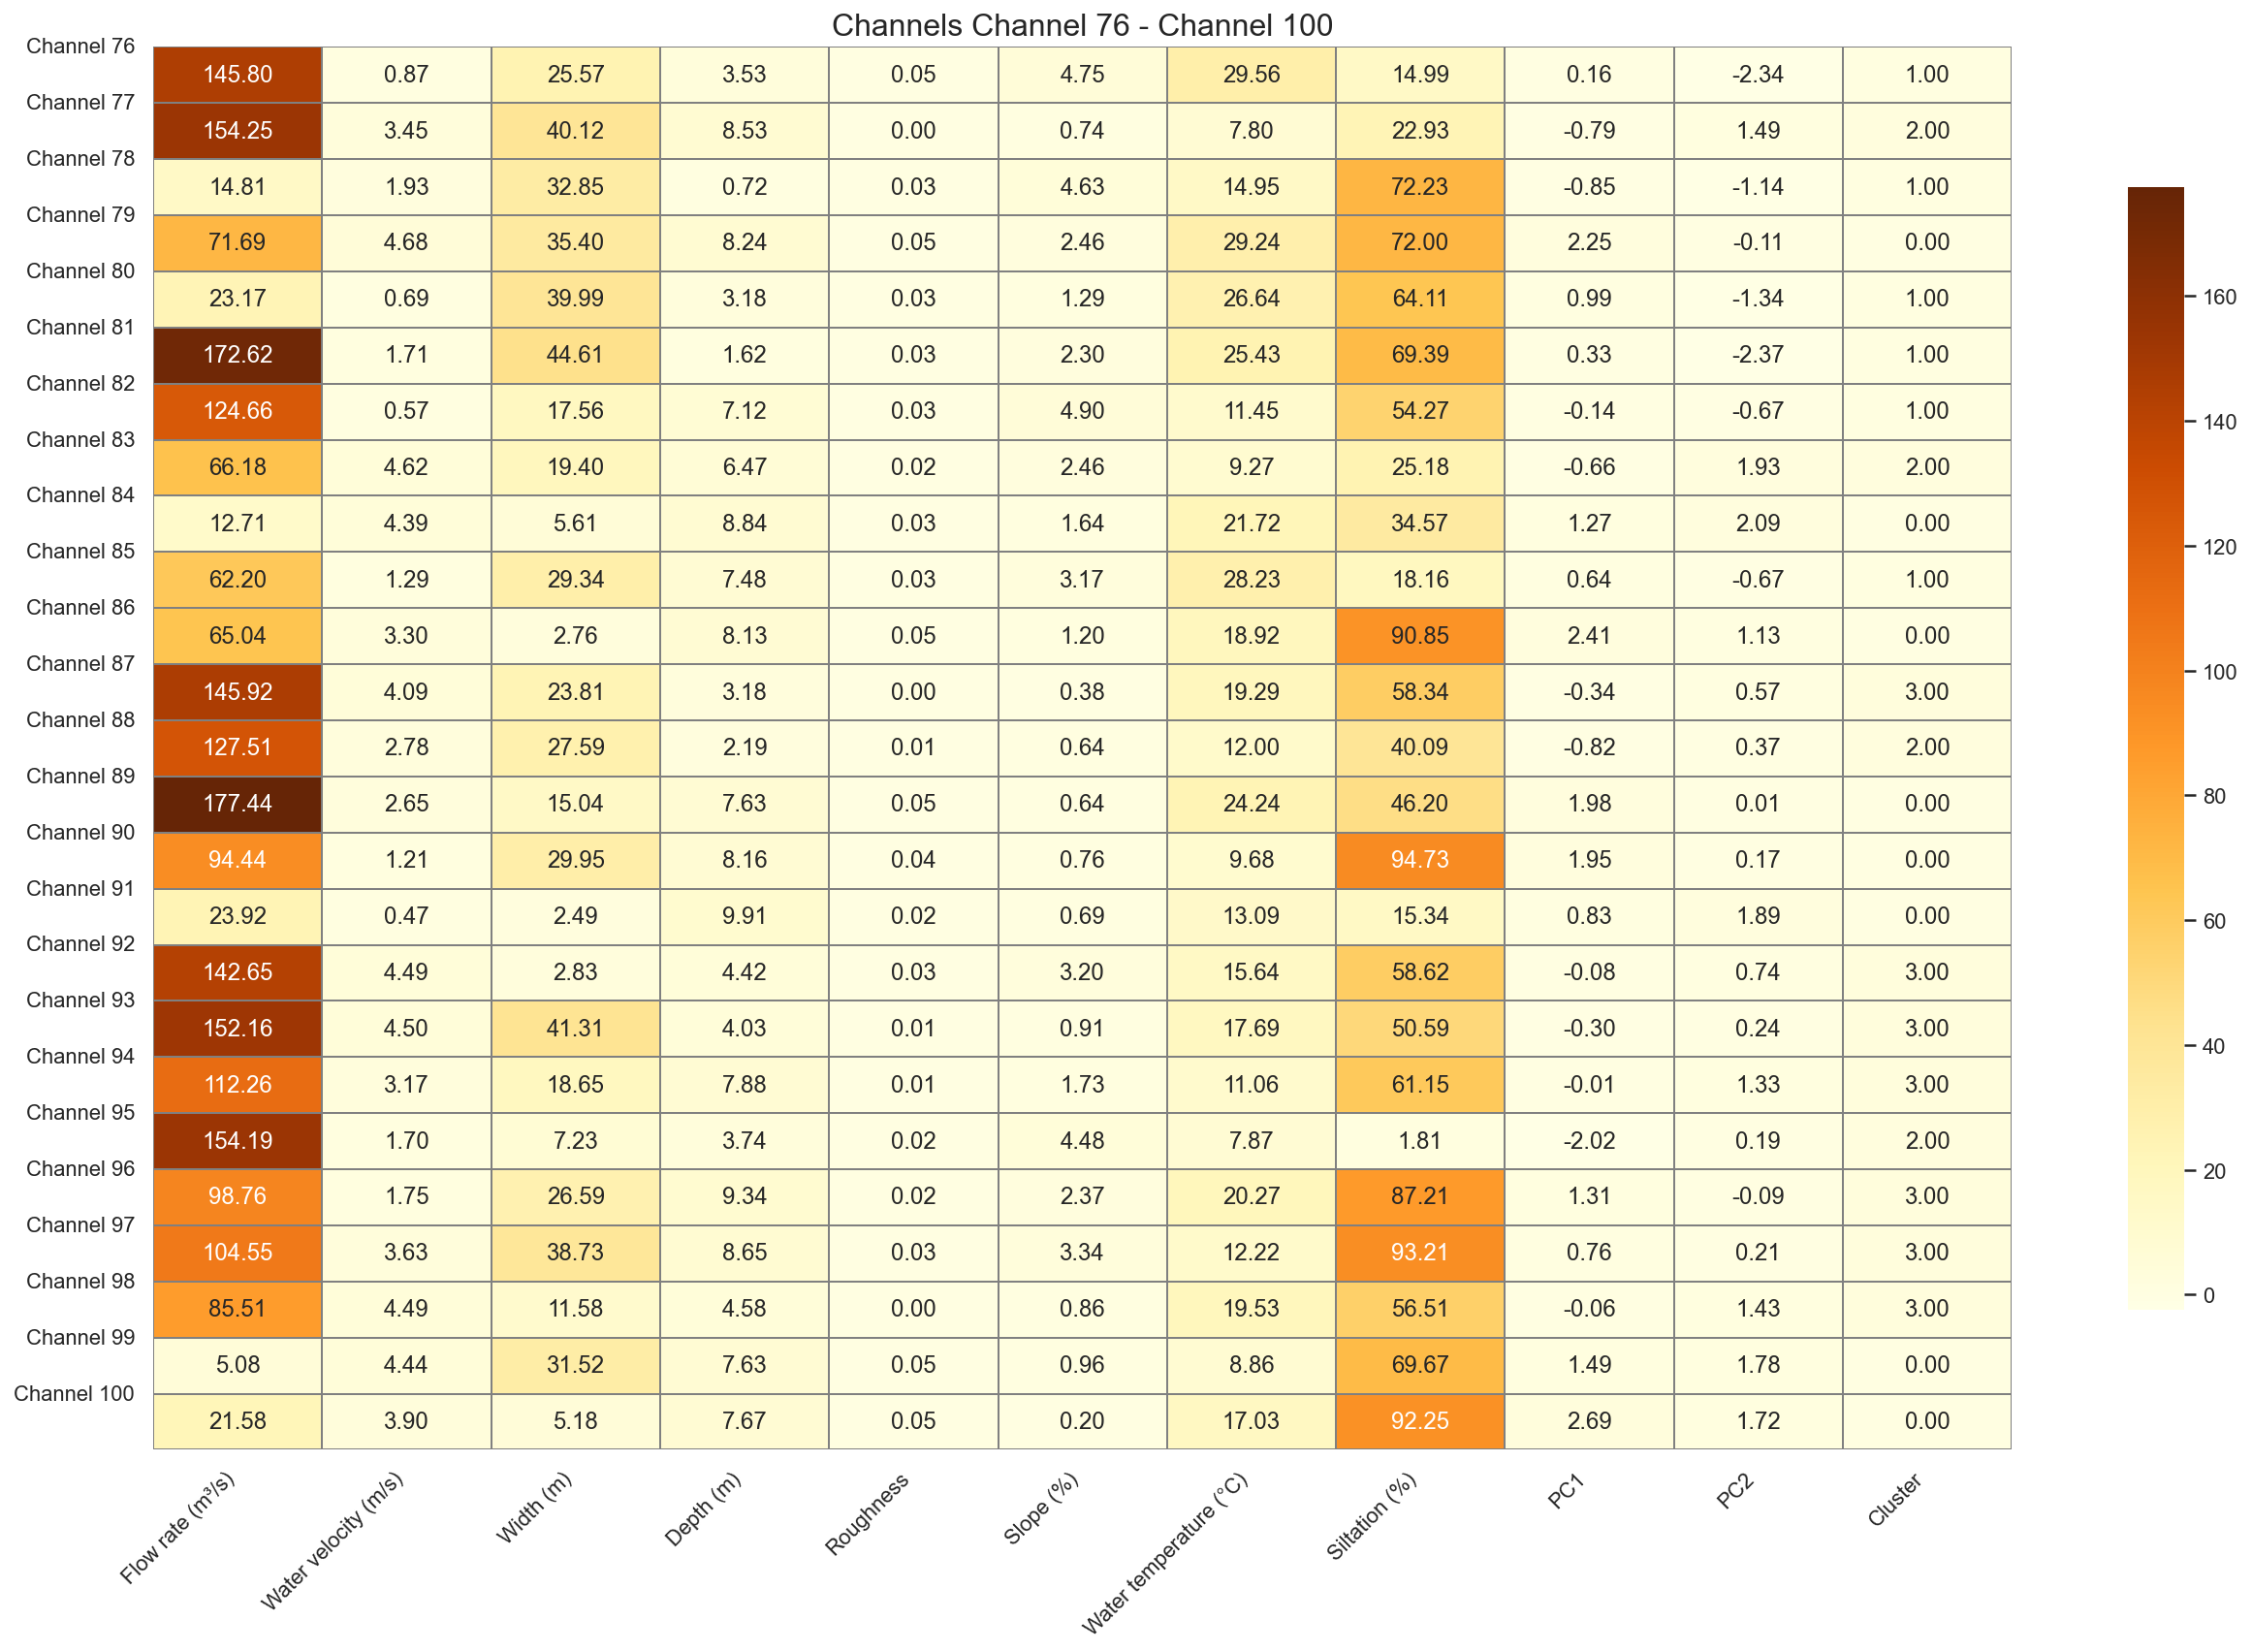 Channels Channel 76 - Channel 100
Channel 76
145.80 0.87 25.57 3.53 0.05 4.75 29.56 14.99 0.16 -2.34 1.00
Channel 77
154.25 3.45 40.12 8.53 0.00 0.74 7.80 22.93 -0.79 1.49 2.00
Channel 78
14.81 1.93 32.85 0.72 0.03 4.63 14.95 72.23 -0.85 -1.14 1.00
Channel 79
71.69 4.68 35.40 8.24 0.05 2.46 29.24 72.00 2.25 -0.11 0.00
Channel 80
23.17 0.69 39.99 3.18 0.03 1.29 26.64 64.11 0.99 -1.34 1.00
Channel 81
172.62 1.71 44.61 1.62 0.03 2.30 25.43 69.39 0.33 -2.37 1.00
Channel 82
124.66 0.57 17.56 7.12 0.03 4.90 11.45 54.27 -0.14 -0.67 1.00
Channel 83
66.18 4.62 19.40 6.47 0.02 2.46 9.27 25.18 -0.66 1.93 2.00
Channel 84
12.71 4.39 5.61 8.84 0.03 1.64 21.72 34.57 1.27 2.09 0.00
Channel 85
62.20 1.29 29.34 7.48 0.03 3.17 28.23 18.16 0.64 -0.67 1.00
Channel 86
65.04 3.30 2.76 8.13 0.05 1.20 18.92 90.85 2.41 1.13 0.00
Channel 87
145.92 4.09 23.81 3.18 0.00 0.38 19.29 58.34 -0.34 0.57 3.00
Channel 88
127.51 2.78 27.59 2.19 0.01 0.64 12.00 40.09 -0.82 0.37 2.00
Channel 89
177.44 2.65 15.04 7.63 0.05 0.64 24.24 46.20 1.98 0.01 0.00
Channel 90
94.44 1.21 29.95 8.16 0.04 0.76 9.68 94.73 1.95 0.17 0.00
Channel 91
23.92 0.47 2.49 9.91 0.02 0.69 13.09 15.34 0.83 1.89 0.00
Channel 92
142.65 4.49 2.83 4.42 0.03 3.20 15.64 58.62 -0.08 0.74 3.00
Channel 93
152.16 4.50 41.31 4.03 0.01 0.91 17.69 50.59 -0.30 0.24 3.00
Channel 94
112.26 3.17 18.65 7.88 0.01 1.73 11.06 61.15 -0.01 1.33 3.00
Channel 95
154.19 1.70 7.23 3.74 0.02 4.48 7.87 1.81 -2.02 0.19 2.00
Channel 96
98.76 1.75 26.59 9.34 0.02 2.37 20.27 87.21 1.31 -0.09 3.00
Channel 97
104.55 3.63 38.73 8.65 0.03 3.34 12.22 93.21 0.76 0.21 3.00
Channel 98
85.51 4.49 11.58 4.58 0.00 0.86 19.53 56.51 -0.06 1.43 3.00
Channel 99
5.08 4.44 31.52 7.63 0.05 0.96 8.86 69.67 1.49 1.78 0.00
Channel 100
21.58 3.90 5.18 7.67 0.05 0.20 17.03 92.25 2.69 1.72 0.00
Flow rate (m³/s)
Water velocity (m/s)
Width (m)
Depth (m)
Roughness
Slope (%)
Water temperature (°C)
Siltation (%)
PC1
PC2
Cluster
160
140
120
100
80
60
40
20
0